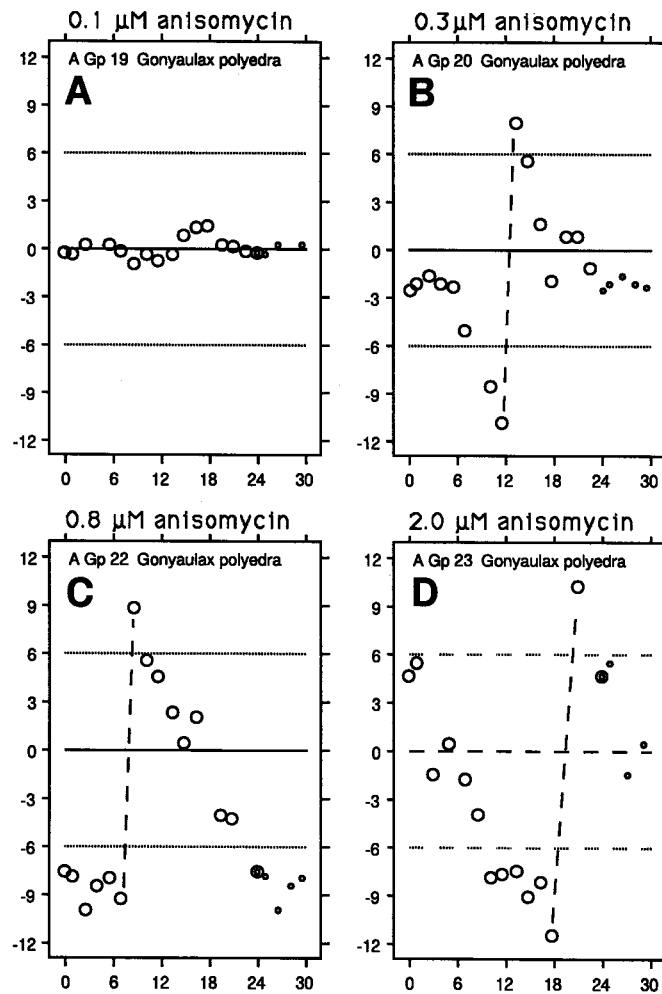 0.1 µM anisomycin
0.3µM anisomycin
A Gp 19 Gonyaulax polyedra
A Gp 20 Gonyaulax polyedra
A
B
12
9
6
3
0
-3
-6
-9
-12
12
9
6
3
0
-3
-6
-9
-12
0 6 12 18 24 30
0 6 12 18 24 30
0.8 µM anisomycin
2.0 µM anisomycin
A Gp 22 Gonyaulax polyedra
A Gp 23 Gonyaulax polyedra
C
D
12
9
6
3
0
-3
-6
-9
-12
12
9
6
3
0
-3
-6
-9
-12
0 6 12 18 24 30
0 6 12 18 24 30